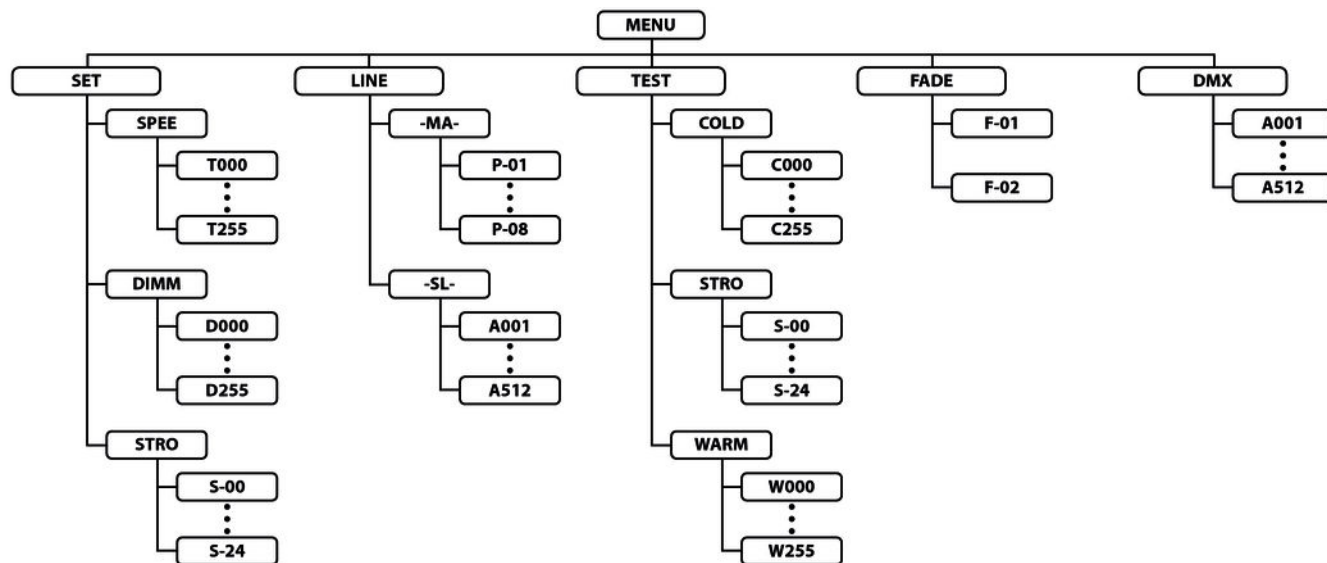 MENU
SET
LINE
TEST
FADE
DMX
SPEE
-MA-
COLD
F-01
A001
T000
P-01
C000
F-02
A512
T255
P-08
C255
DIMM
-SL-
STRO
D000
A001
S-00
D255
A512
S-24
STRO
WARM
S-00
W000
S-24
W255